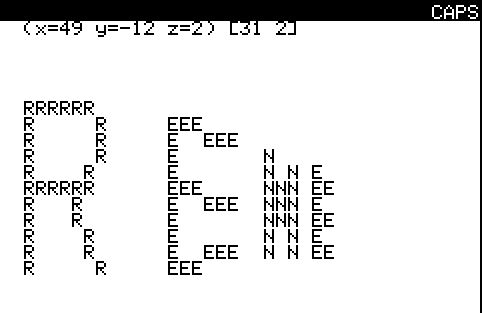 CAPS
(x=49 y=-12 z=2) [31 2]
RRRRRR
R     R     EEE
R     R     E  EEE
R     R     E       N
R    R      E       N N E
RRRRRR      EEE     NNN EE
R   R       E  EEE  NNN E
R   R       E       NNN EE
R    R      E       N N E
R    R      E  EEE  N N EE
R     R     EEE